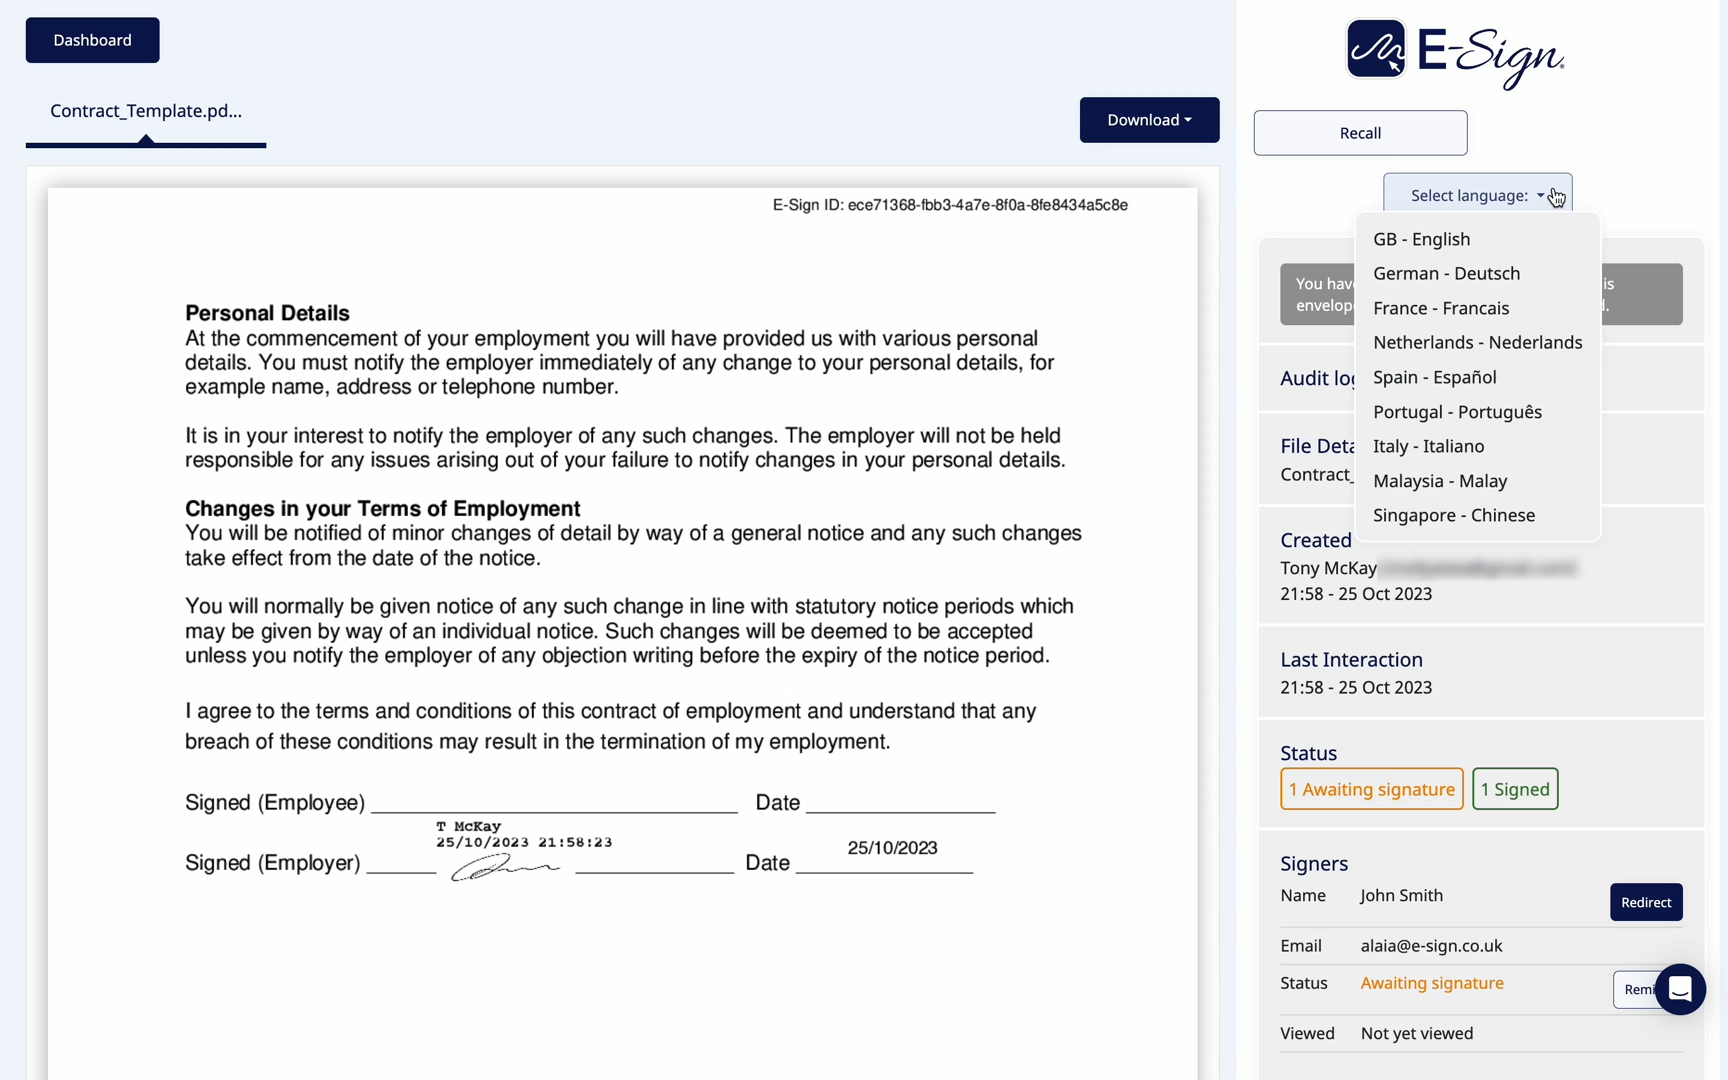 Dashboard
Contract_Template.pd...
Download
E-Sign ID: ece71368-fbb3-4a7e-8f0a-8fe8434a5c8e
Personal Details
At the commencement of your employment you will have provided us with various personal
details. You must notify the employer immediately of any change to your personal details, for
example name, address or telephone number.
It is in your interest to notify the employer of any such changes. The employer will not be held
responsible for any issues arising out of your failure to notify changes in your personal details.
Changes in your Terms of Employment
You will be notified of minor changes of detail by way of a general notice and any such changes
take effect from the date of the notice.
You will normally be given notice of any such change in line with statutory notice periods which
may be given by way of an individual notice. Such changes will be deemed to be accepted
unless you notify the employer of any objection writing before the expiry of the notice period.
I agree to the terms and conditions of this contract of employment and understand that any
breach of these conditions may result in the termination of my employment.
Signed (Employee) Date
T McKay
25/10/2023 21:58:23
25/10/2023
Signed (Employer) Date
E-Sign®
Recall
Select language:
GB - English
German - Deutsch
France - Francais
Netherlands - Nederlands
Spain - Español
Portugal - Português
Italy - Italiano
Malaysia - Malay
Singapore - Chinese
You have
is
envelop
Audit log
File Deta
Contract_
Created
Tony McKay
21:58 - 25 Oct 2023
Last Interaction
21:58 - 25 Oct 2023
Status
1 Awaiting signature 1 Signed
Signers
Name John Smith Redirect
Email alaia@e-sign.co.uk
Status Awaiting signature Remi
Viewed Not yet viewed